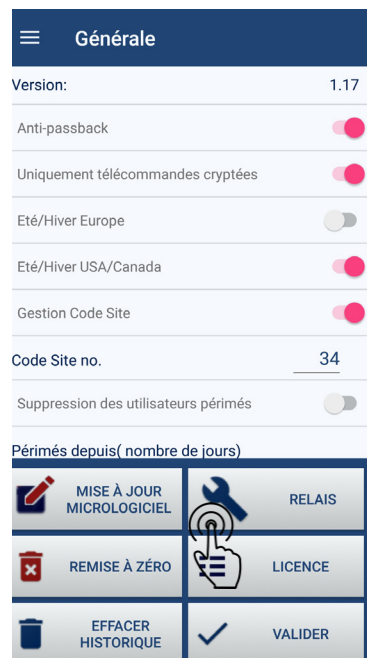 Générale
Version: 1.17
Anti-passback
Uniquement télécommandes cryptées
Eté/Hiver Europe
Eté/Hiver USA/Canada
Gestion Code Site
Code Site no. 34
Suppression des utilisateurs périmés
Périmés depuis( nombre de jours)
MISE À JOUR
MICROLOGICIEL
RELAIS
REMISE À ZÉRO
LICENCE
EFFACER
HISTORIQUE
VALIDER